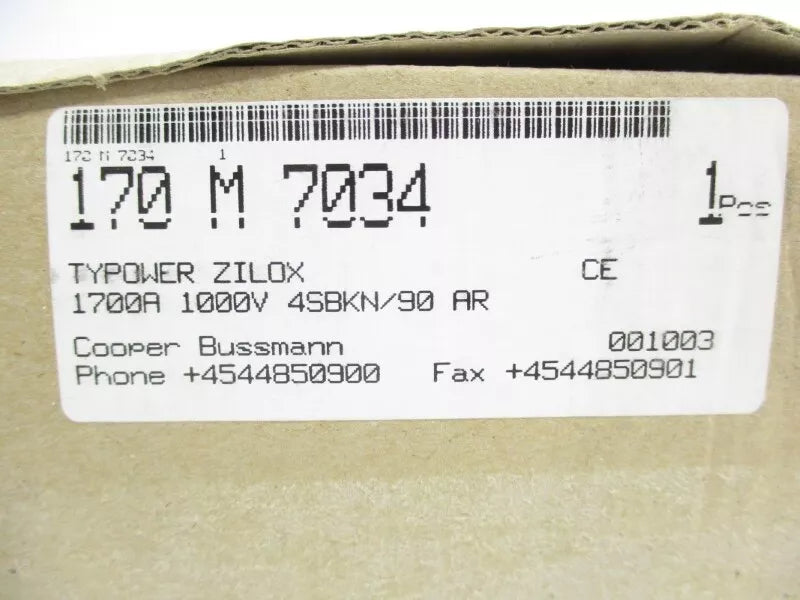 170 M 7034 1
170 M 7034 1Pcs
TYPOWER ZILOX CE
1700A 1000V 4SBKN/90 AR
Cooper Bussmann 001003
Phone +4544850900 Fax +4544850901